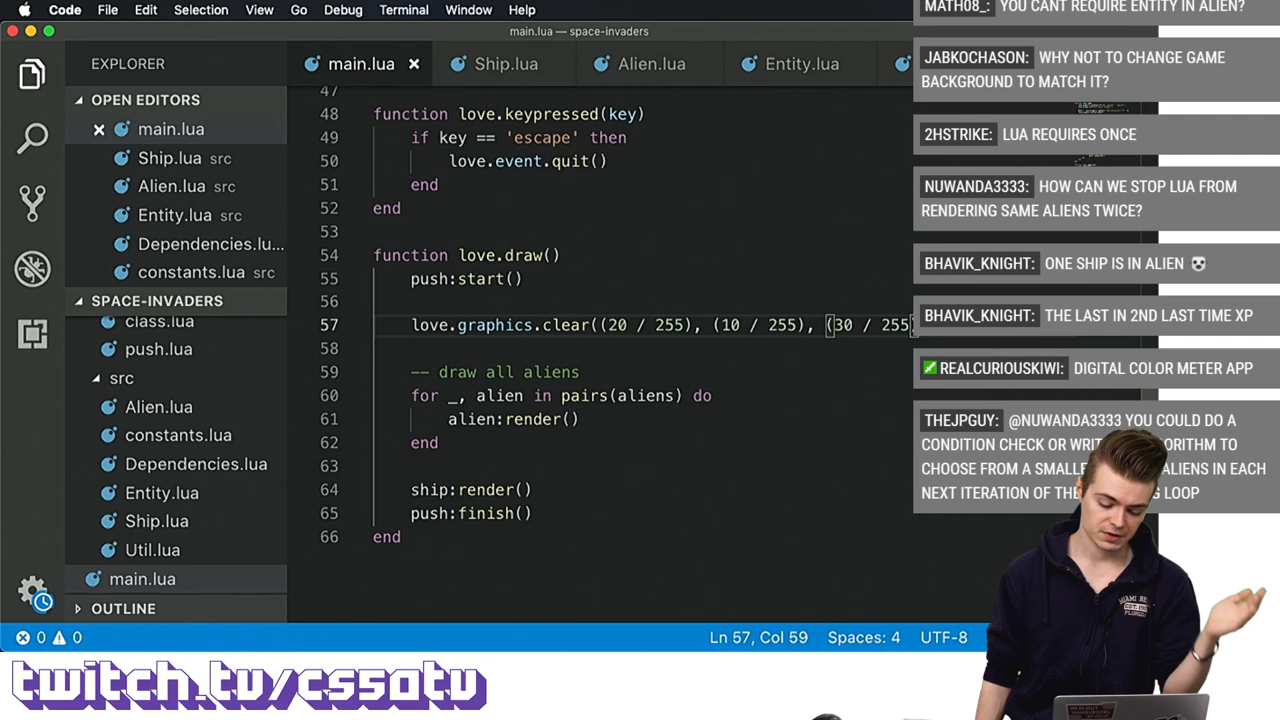 Code File Edit Selection View Go Debug Terminal Window Help
main.lua — space-invaders
EXPLORER
OPEN EDITORS
main.lua
Ship.lua src
Alien.lua src
Entity.lua src
Dependencies.lu...
constants.lua src
SPACE-INVADERS
class.lua
push.lua
src
Alien.lua
constants.lua
Dependencies.lua
Entity.lua
Ship.lua
Util.lua
main.lua
OUTLINE
main.lua Ship.lua Alien.lua Entity.lua
47
48 function love.keypressed(key)
49 if key == 'escape' then
50 love.event.quit()
51 end
52 end
53
54 function love.draw()
55 push:start()
56
57 love.graphics.clear((20 / 255), (10 / 255), (30 / 255)
58
59 -- draw all aliens
60 for _, alien in pairs(aliens) do
61 alien:render()
62 end
63
64 ship:render()
65 push:finish()
66 end
0 0 Ln 57, Col 59 Spaces: 4 UTF-8
MATH08_: YOU CANT REQUIRE ENTITY IN ALIEN?
JABKOCHASON: WHY NOT TO CHANGE GAME
BACKGROUND TO MATCH IT?
2HSTRIKE: LUA REQUIRES ONCE
NUWANDA3333: HOW CAN WE STOP LUA FROM
RENDERING SAME ALIENS TWICE?
BHAVIK_KNIGHT: ONE SHIP IS IN ALIEN
BHAVIK_KNIGHT: THE LAST IN 2ND LAST TIME XP
REALCURIOUSKIWI: DIGITAL COLOR METER APP
THEJPGUY: @NUWANDA3333 YOU COULD DO A
CONDITION CHECK OR
TO
CHOOSE FROM A
ALIENS IN EACH
NEXT ITERATION OF
LOOP
twitch.tv/cs50tv